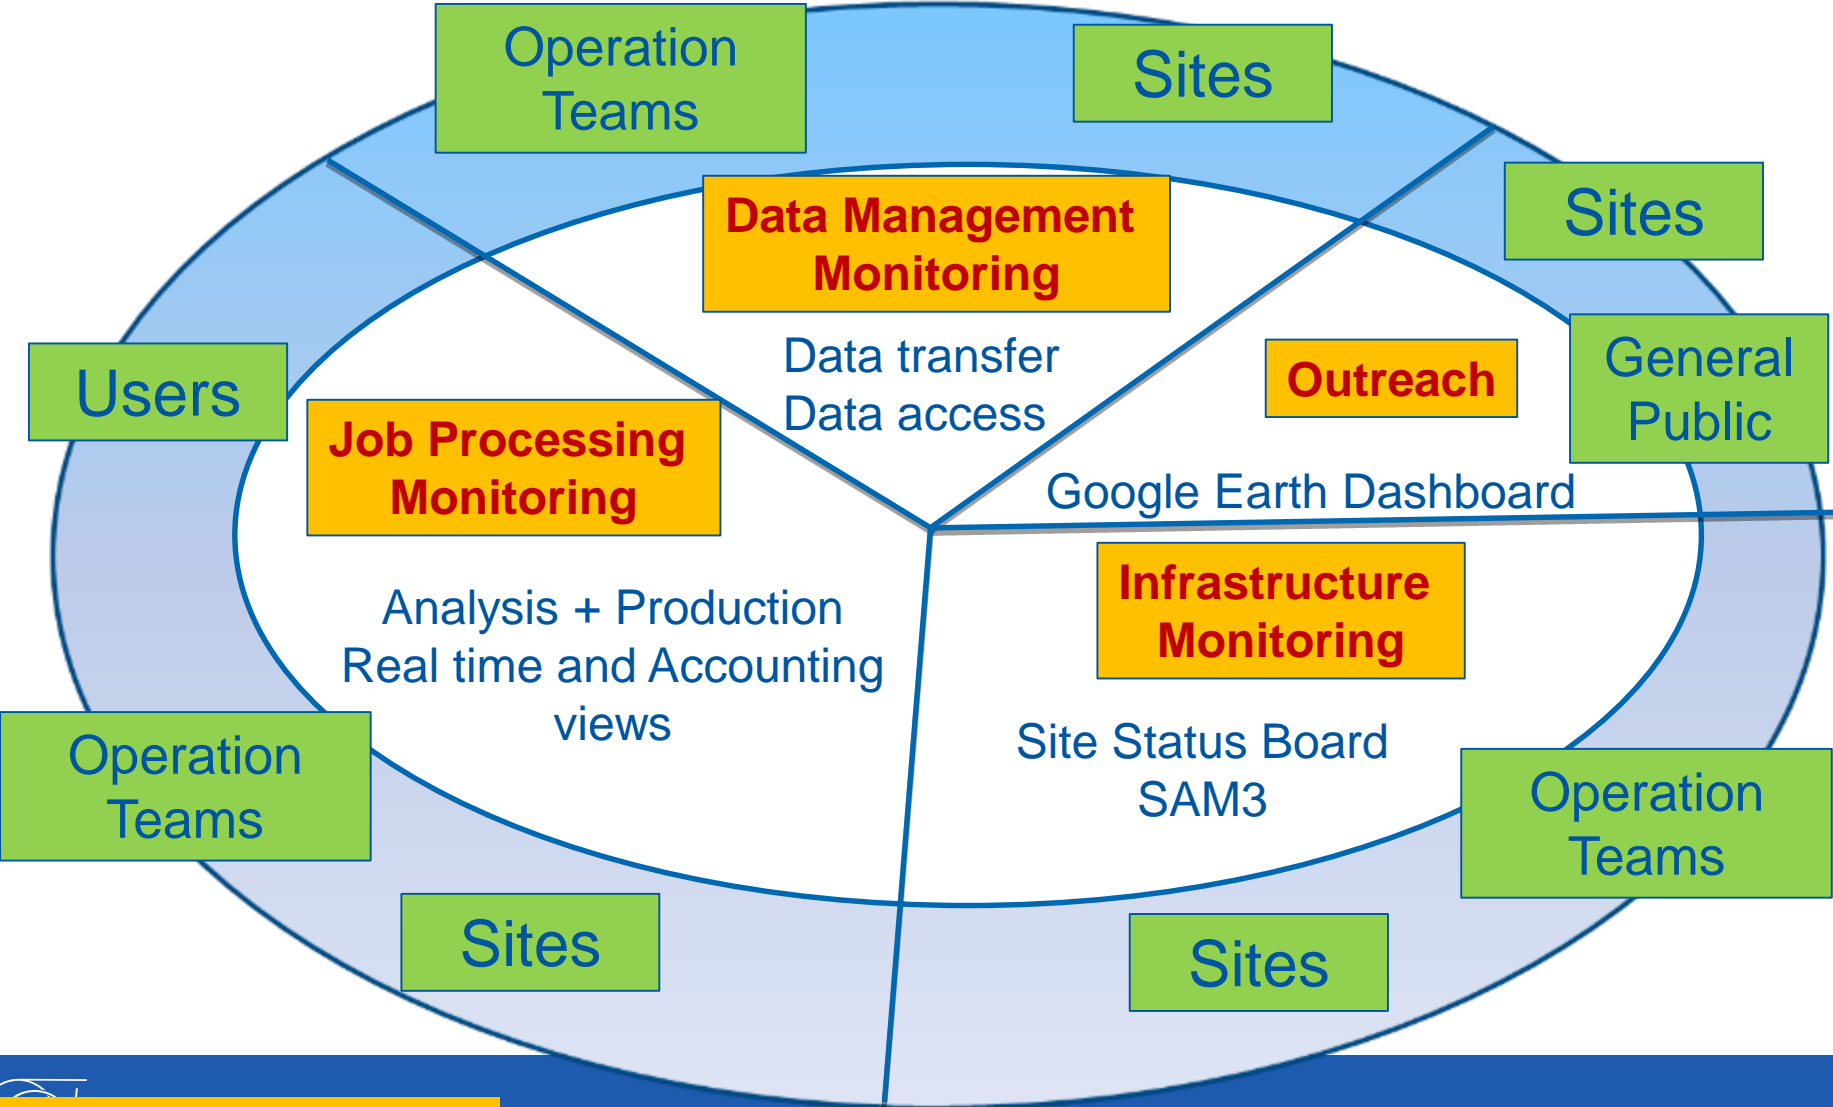 Operation
Teams
Sites
Sites
Data Management
Monitoring
Data transfer
Data access
Outreach
General
Public
Users
Job Processing
Monitoring
Google Earth Dashboard
Infrastructure
Monitoring
Analysis + Production
Real time and Accounting
views
Site Status Board
SAM3
Operation
Teams
Operation
Teams
Sites
Sites